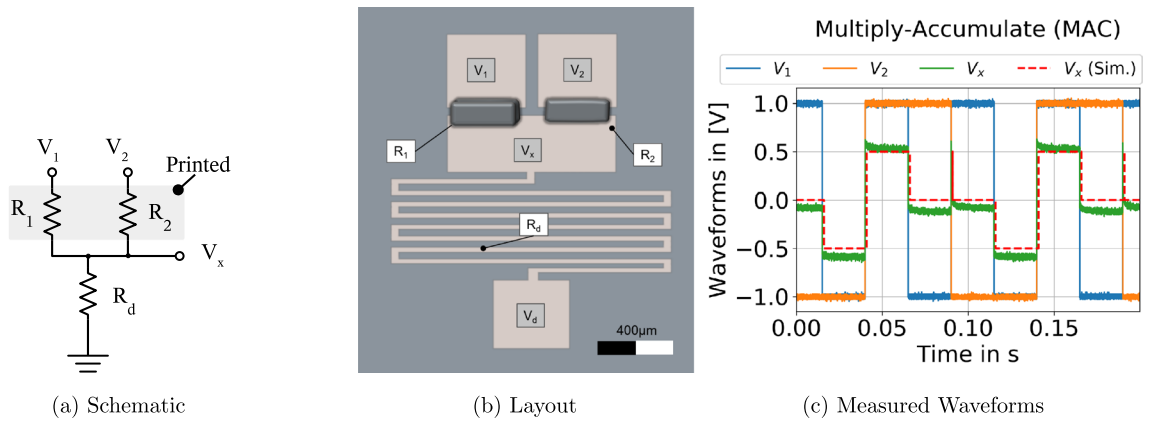 V1
V2
Printed
R1
R2
Vx
Rd
(a) Schematic
V1
V2
R1
Vx
R2
Rd
Vd
400μm
(b) Layout
Multiply-Accumulate (MAC)
V1 V2 Vx Vx (Sim.)
Waveforms in [V]
1.0
0.5
0.0
−0.5
−1.0
0.00 0.05 0.10 0.15
Time in s
(c) Measured Waveforms